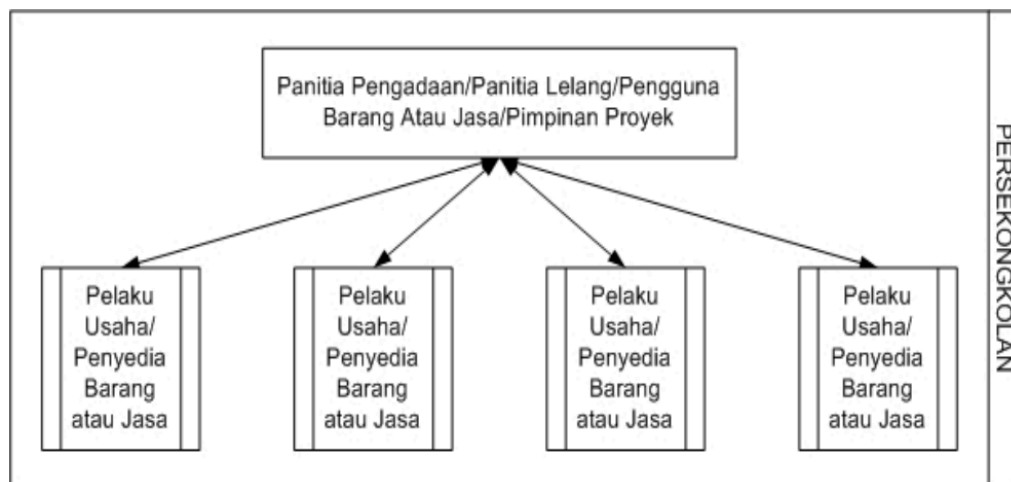 Panitia Pengadaan/Panitia Lelang/Pengguna
Barang Atau Jasa/Pimpinan Proyek
PERSEKONGKOLAN
Pelaku
Usaha/
Penyedia
Barang
atau Jasa
Pelaku
Usaha/
Penyedia
Barang
atau Jasa
Pelaku
Usaha/
Penyedia
Barang
atau Jasa
Pelaku
Usaha/
Penyedia
Barang
atau Jasa